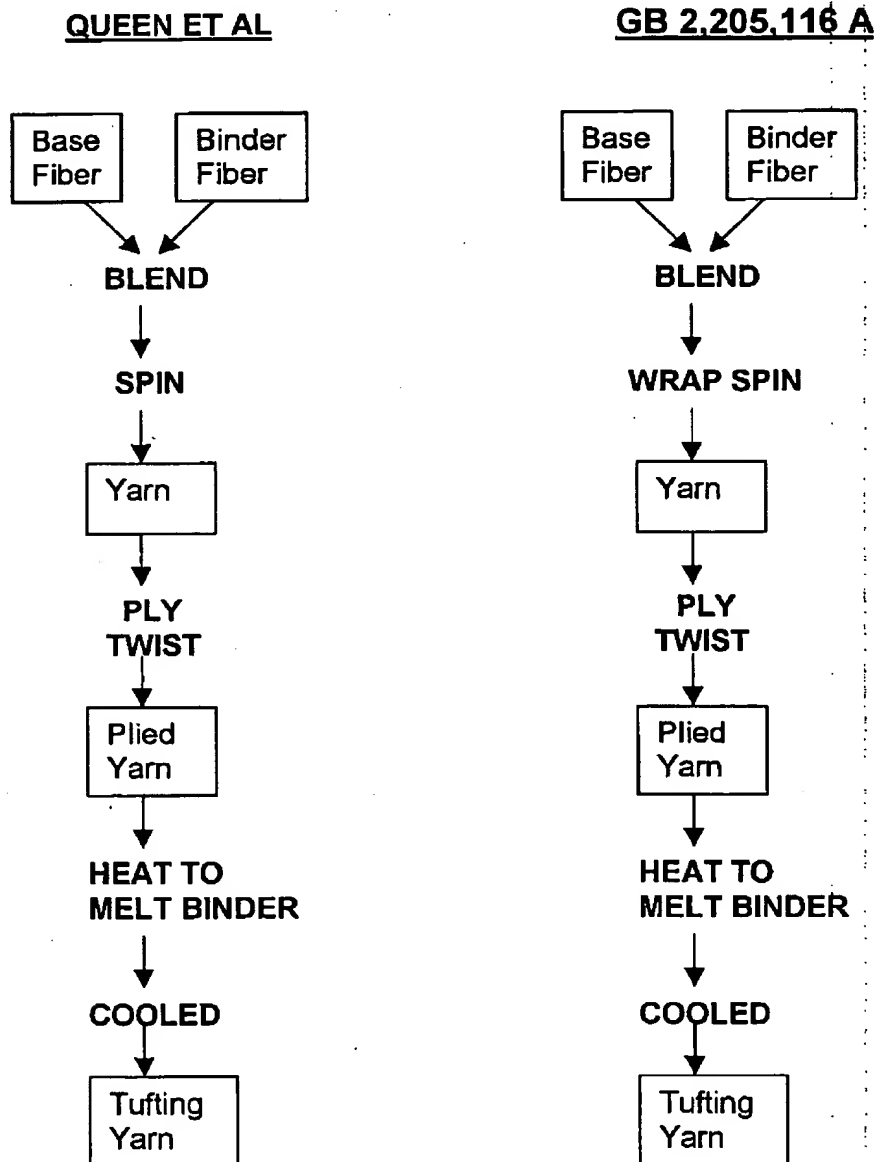 QUEEN ET AL
Base
Fiber
Binder
Fiber
BLEND
SPIN
Yarn
PLY
TWIST
Plied
Yarn
HEAT TO
MELT BINDER
COOLED
Tufting
Yarn
GB 2,205,116 A
Base
Fiber
Binder
Fiber
BLEND
WRAP SPIN
Yarn
PLY
TWIST
Plied
Yarn
HEAT TO
MELT BINDER
COOLED
Tufting
Yarn